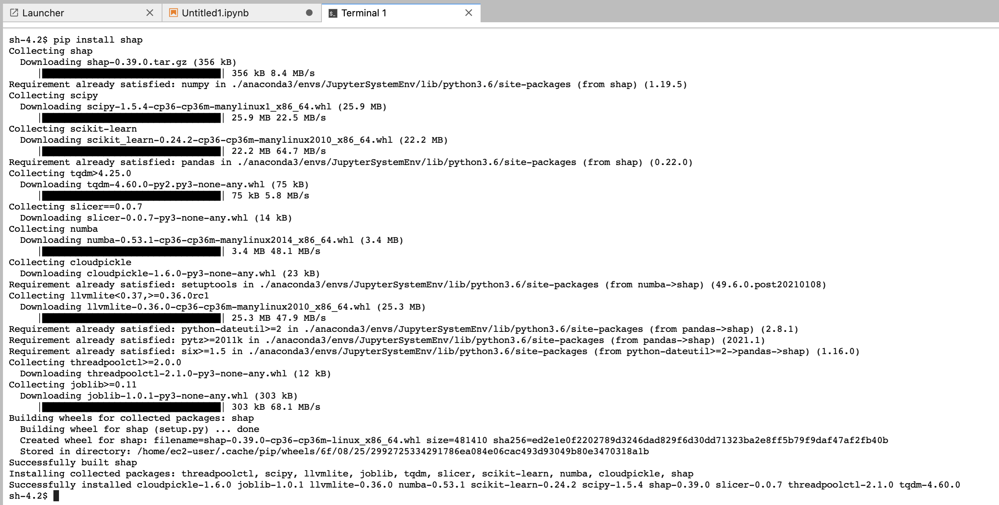 Launcher
Untitled1.ipynb
$_ Terminal 1
sh-4.2$ pip install shap
Collecting shap
  Downloading shap-0.39.0.tar.gz (356 kB)
     |████████████████████████████████| 356 kB 8.4 MB/s
Requirement already satisfied: numpy in ./anaconda3/envs/JupyterSystemEnv/lib/python3.6/site-packages (from shap) (1.19.5)
Collecting scipy
  Downloading scipy-1.5.4-cp36-cp36m-manylinux1_x86_64.whl (25.9 MB)
     |████████████████████████████████| 25.9 MB 22.5 MB/s
Collecting scikit-learn
  Downloading scikit_learn-0.24.2-cp36-cp36m-manylinux2010_x86_64.whl (22.2 MB)
     |████████████████████████████████| 22.2 MB 64.7 MB/s
Requirement already satisfied: pandas in ./anaconda3/envs/JupyterSystemEnv/lib/python3.6/site-packages (from shap) (0.22.0)
Collecting tqdm>4.25.0
  Downloading tqdm-4.60.0-py2.py3-none-any.whl (75 kB)
     |████████████████████████████████| 75 kB 5.8 MB/s
Collecting slicer==0.0.7
  Downloading slicer-0.0.7-py3-none-any.whl (14 kB)
Collecting numba
  Downloading numba-0.53.1-cp36-cp36m-manylinux2014_x86_64.whl (3.4 MB)
     |████████████████████████████████| 3.4 MB 48.1 MB/s
Collecting cloudpickle
  Downloading cloudpickle-1.6.0-py3-none-any.whl (23 kB)
Requirement already satisfied: setuptools in ./anaconda3/envs/JupyterSystemEnv/lib/python3.6/site-packages (from numba->shap) (49.6.0.post20210108)
Collecting llvmlite<0.37,>=0.36.0rc1
  Downloading llvmlite-0.36.0-cp36-cp36m-manylinux2010_x86_64.whl (25.3 MB)
     |████████████████████████████████| 25.3 MB 47.9 MB/s
Requirement already satisfied: python-dateutil>=2 in ./anaconda3/envs/JupyterSystemEnv/lib/python3.6/site-packages (from pandas->shap) (2.8.1)
Requirement already satisfied: pytz>=2011k in ./anaconda3/envs/JupyterSystemEnv/lib/python3.6/site-packages (from pandas->shap) (2021.1)
Requirement already satisfied: six>=1.5 in ./anaconda3/envs/JupyterSystemEnv/lib/python3.6/site-packages (from python-dateutil>=2->pandas->shap) (1.16.0)
Collecting threadpoolctl>=2.0.0
  Downloading threadpoolctl-2.1.0-py3-none-any.whl (12 kB)
Collecting joblib>=0.11
  Downloading joblib-1.0.1-py3-none-any.whl (303 kB)
     |████████████████████████████████| 303 kB 68.1 MB/s
Building wheels for collected packages: shap
  Building wheel for shap (setup.py) ... done
  Created wheel for shap: filename=shap-0.39.0-cp36-cp36m-linux_x86_64.whl size=481410 sha256=ed2e1e0f2202789d3246dad829f6d30dd71323ba2e8ff5b79f9daf47af2fb40b
  Stored in directory: /home/ec2-user/.cache/pip/wheels/6f/08/25/2992725334291786ea084e06cac493d93049b80e3470318a1b
Successfully built shap
Installing collected packages: threadpoolctl, scipy, llvmlite, joblib, tqdm, slicer, scikit-learn, numba, cloudpickle, shap
Successfully installed cloudpickle-1.6.0 joblib-1.0.1 llvmlite-0.36.0 numba-0.53.1 scikit-learn-0.24.2 scipy-1.5.4 shap-0.39.0 slicer-0.0.7 threadpoolctl-2.1.0 tqdm-4.60.0
sh-4.2$